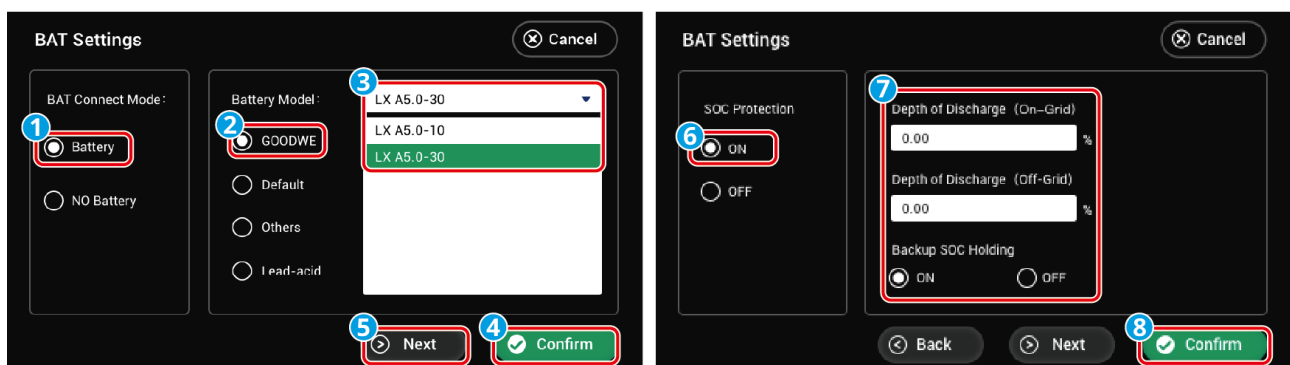 BAT Settings
Cancel
BAT Connect Mode:
1
Battery
NO Battery
Battery Model:
2
GOODWE
Default
Others
Lead-acid
3
LX A5.0-30
LX A5.0-10
LX A5.0-30
5
Next
4
Confirm
BAT Settings
Cancel
SOC Protection
6
ON
OFF
7
Depth of Discharge (On-Grid)
0.00 %
Depth of Discharge (Off-Grid)
0.00 %
Backup SOC Holding
ON OFF
Back
Next
8
Confirm